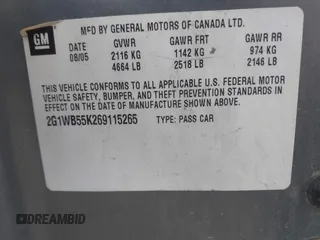 GM
MFD BY GENERAL MOTORS OF CANADA LTD.
DATE GVWR GAWR FRT GAWR RR
08/05 2116 KG 1142 KG 974 KG
4664 LB 2518 LB 2146 LB
THIS VEHICLE CONFORMS TO ALL APPLICABLE U.S. FEDERAL MOTOR
VEHICLE SAFETY, BUMPER, AND THEFT PREVENTION STANDARDS IN
EFFECT ON THE DATE OF MANUFACTURE SHOWN ABOVE.
2G1WB55K269115265 TYPE: PASS CAR
DREAMBID